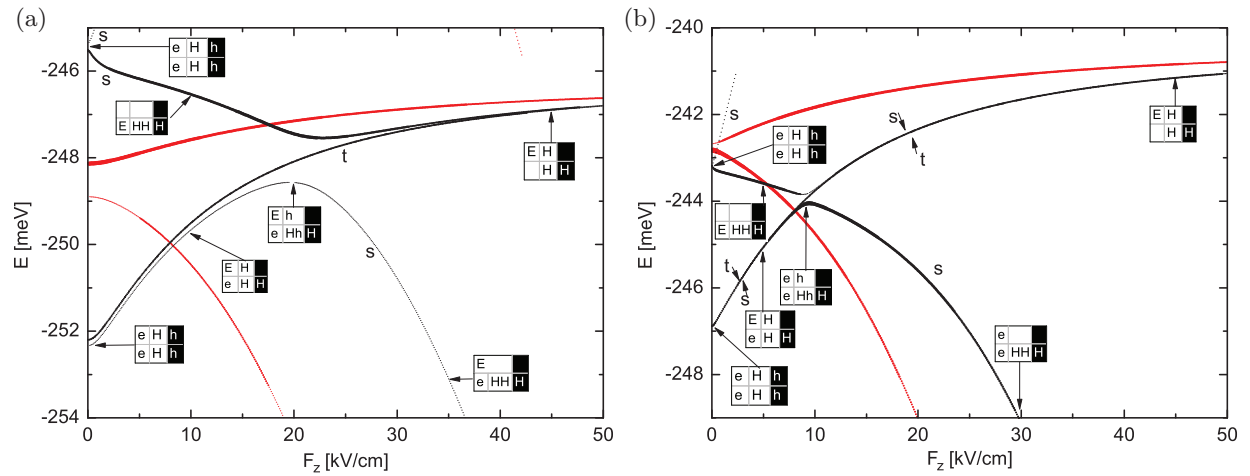 (a)
s
e H h
e H h
s
E HH H
t
E H
H H
E h
e Hh H
E H
e H H
s
e H h
e H h
E
e HH H
-246
-248
-250
-252
-254
E [meV]
0 10 20 30 40 50
F_z [kV/cm]
(b)
s
e H h
e H h
s
t
E H
H H
E HH H
e h
e Hh H
t
s
E H
e H H
s
e
e HH H
e H h
e H h
-240
-242
-244
-246
-248
E [meV]
0 10 20 30 40 50
F_z [kV/cm]